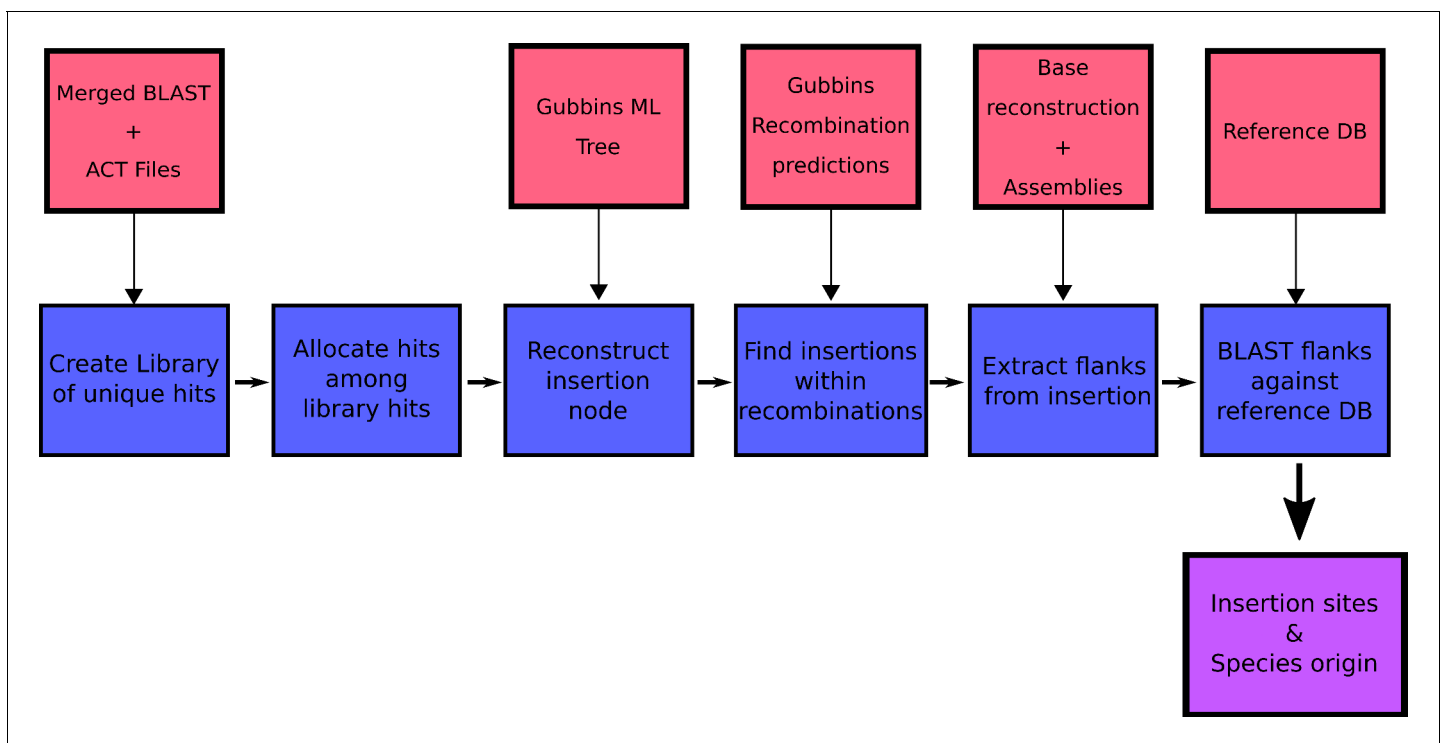 Merged BLAST
+
ACT Files
Gubbins ML
Tree
Gubbins
Recombination
predictions
Base
reconstruction
+
Assemblies
Reference DB
Create Library
of unique hits
Allocate hits
among
library hits
Reconstruct
insertion
node
Find insertions
within
recombinations
Extract flanks
from insertion
BLAST flanks
against
reference DB
Insertion sites
&
Species origin